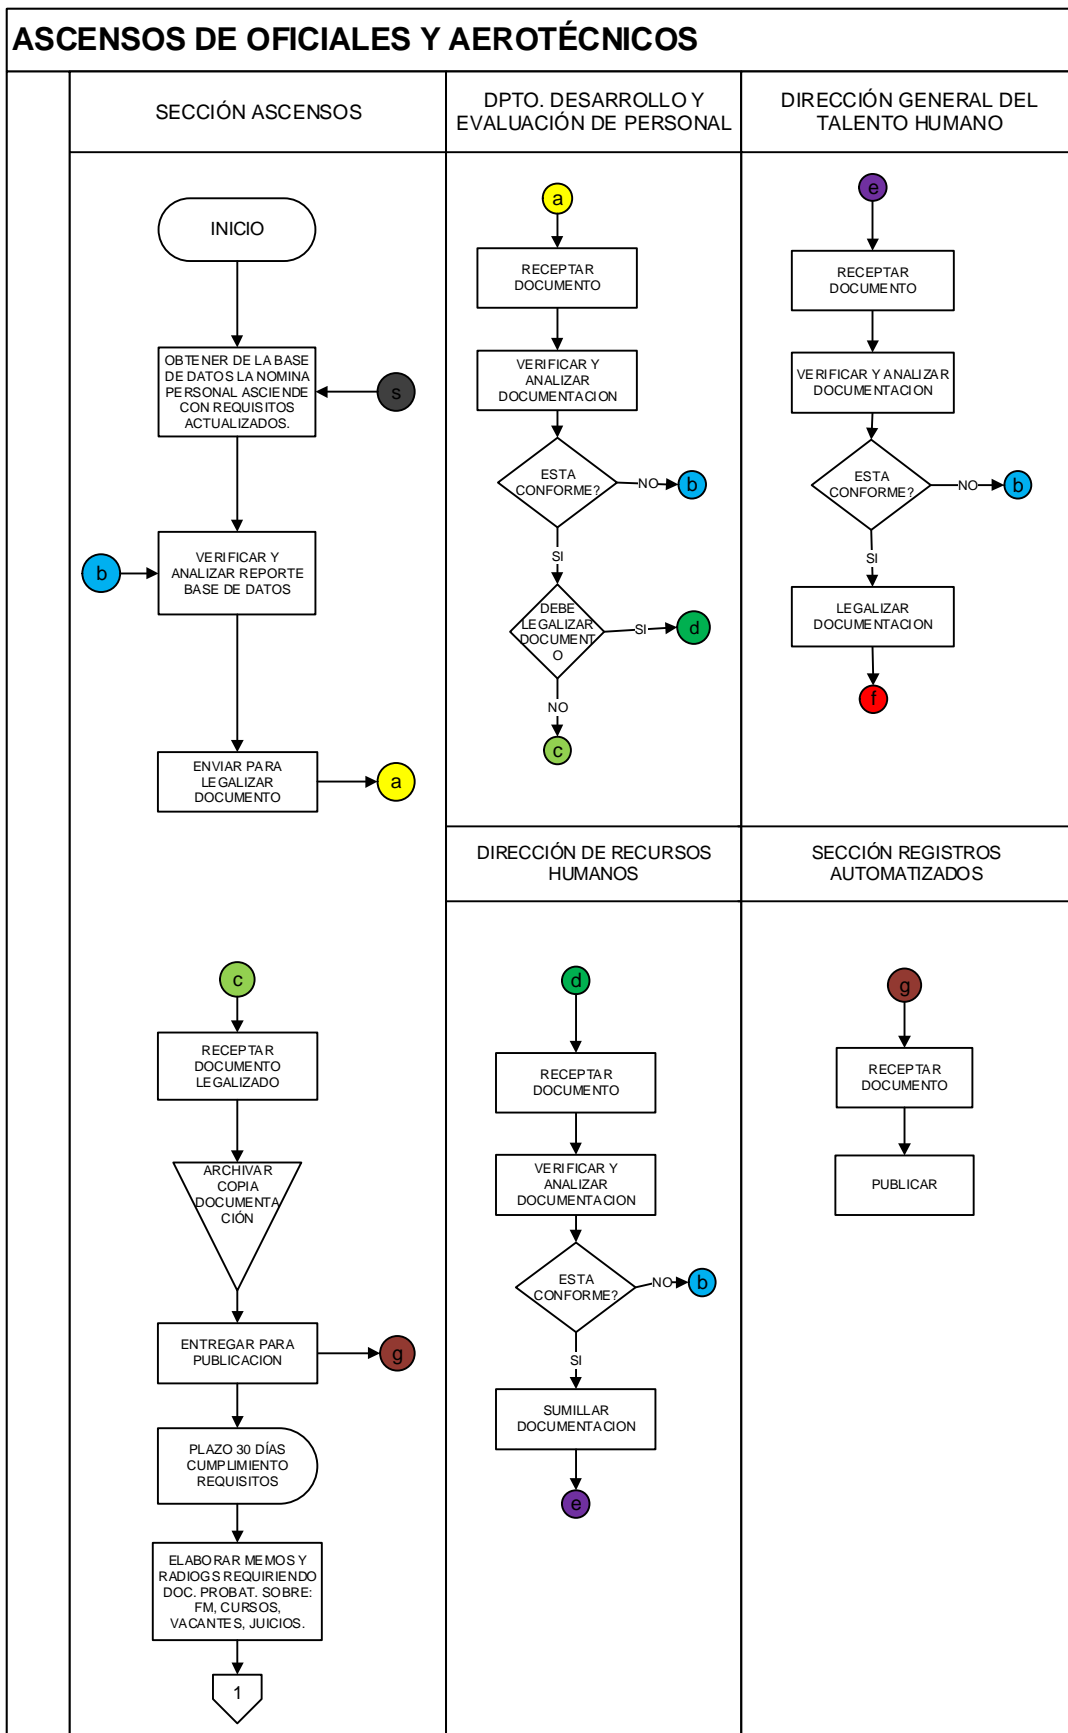 ASCENSOS DE OFICIALES Y AEROTÉCNICOS
SECCIÓN ASCENSOS
INICIO
OBTENER DE LA BASE
DE DATOS LA NOMINA
PERSONAL ASCIENDE
CON REQUISITOS
ACTUALIZADOS.
s
b
VERIFICAR Y
ANALIZAR REPORTE
BASE DE DATOS
ENVIAR PARA
LEGALIZAR
DOCUMENTO
a
c
RECEPTAR
DOCUMENTO
LEGALIZADO
ARCHIVAR
COPIA
DOCUMENTA
CIÓN
ENTREGAR PARA
PUBLICACION
g
PLAZO 30 DÍAS
CUMPLIMIENTO
REQUISITOS
ELABORAR MEMOS Y
RADIOGS REQUIRIENDO
DOC. PROBAT. SOBRE:
FM, CURSOS,
VACANTES, JUICIOS.
1
DPTO. DESARROLLO Y
EVALUACIÓN DE PERSONAL
a
RECEPTAR
DOCUMENTO
VERIFICAR Y
ANALIZAR
DOCUMENTACION
ESTA
CONFORME?
NO
b
SI
DEBE
LEGALIZAR
DOCUMENT
O
SI
d
NO
c
DIRECCIÓN GENERAL DEL
TALENTO HUMANO
e
RECEPTAR
DOCUMENTO
VERIFICAR Y ANALIZAR
DOCUMENTACION
ESTA
CONFORME?
NO
b
SI
LEGALIZAR
DOCUMENTACION
f
DIRECCIÓN DE RECURSOS
HUMANOS
d
RECEPTAR
DOCUMENTO
VERIFICAR Y
ANALIZAR
DOCUMENTACION
ESTA
CONFORME?
NO
b
SI
SUMILLAR
DOCUMENTACION
e
SECCIÓN REGISTROS
AUTOMATIZADOS
g
RECEPTAR
DOCUMENTO
PUBLICAR